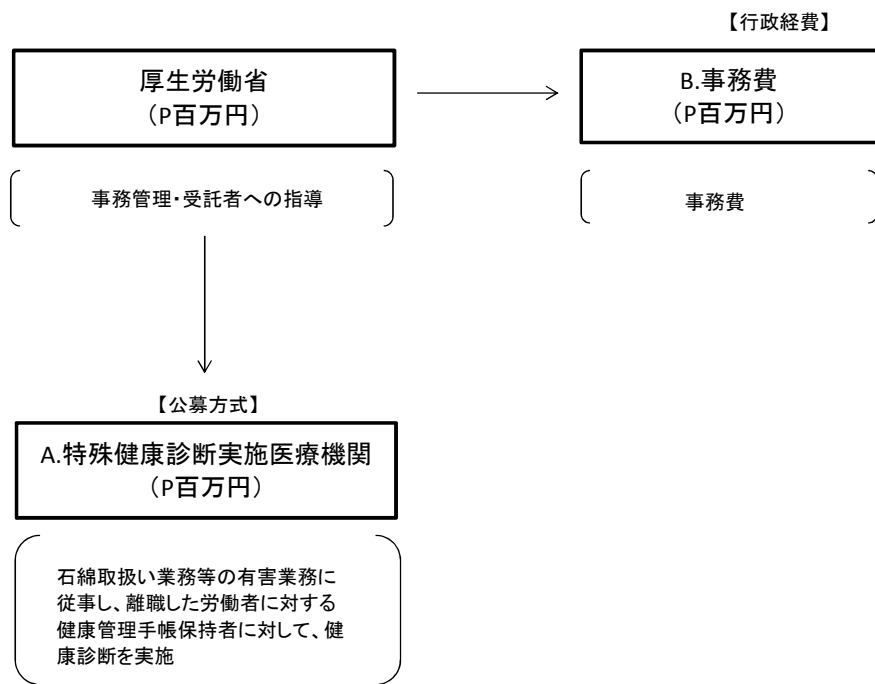 【行政経費】
厚生労働省
（P百万円）
B.事務費
（P百万円）
事務管理・受託者への指導
事務費
【公募方式】
A.特殊健康診断実施医療機関
（P百万円）
石綿取扱い業務等の有害業務に
従事し、離職した労働者に対する
健康管理手帳保持者に対して、健
康診断を実施